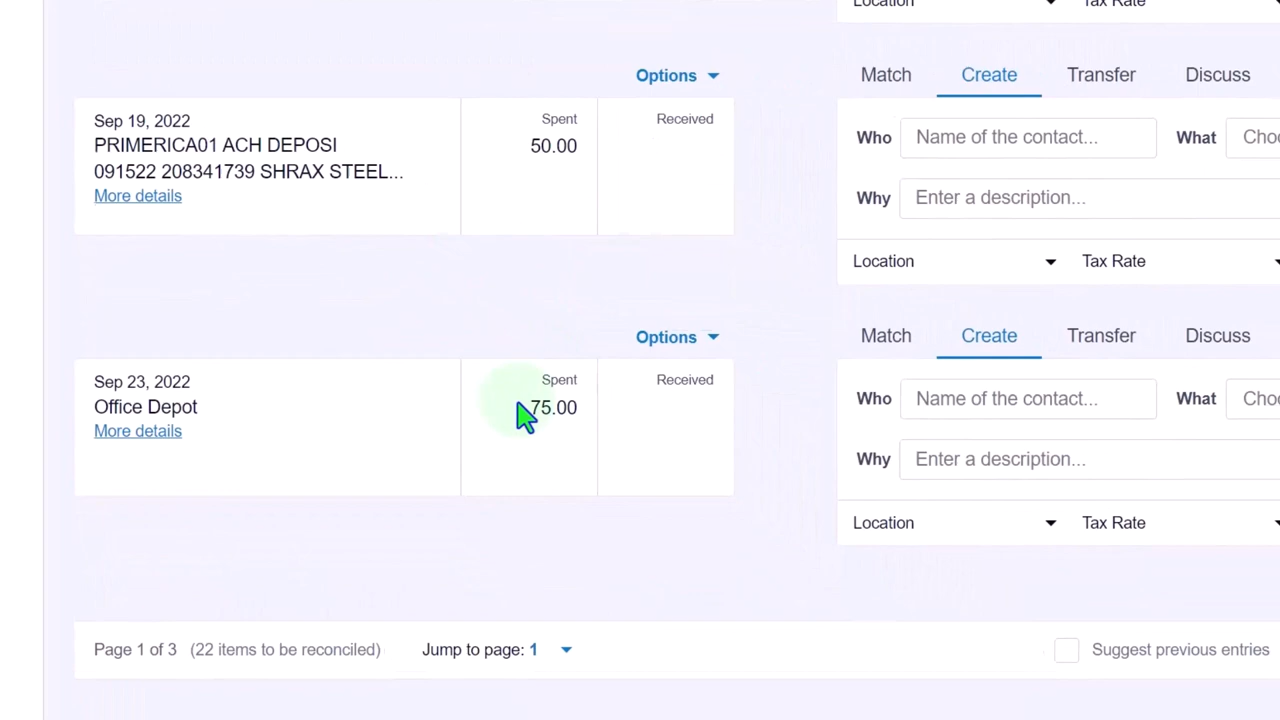 Location Tax Rate
Options
Match Create Transfer Discuss
Sep 19, 2022 Spent Received
PRIMERICA01 ACH DEPOSI 50.00
091522 208341739 SHRAX STEEL...
More details
Who Name of the contact... What Choo
Why Enter a description...
Location Tax Rate
Options
Match Create Transfer Discuss
Sep 23, 2022 Spent Received
Office Depot 75.00
More details
Who Name of the contact... What Choo
Why Enter a description...
Location Tax Rate
Page 1 of 3 (22 items to be reconciled) Jump to page: 1 Suggest previous entries